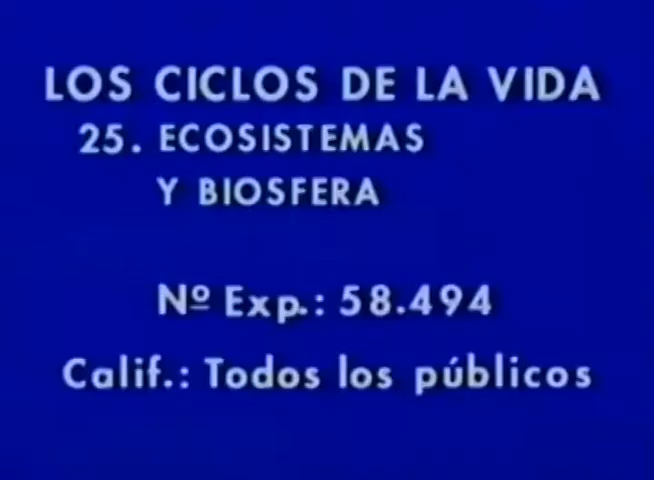 LOS CICLOS DE LA VIDA
25. ECOSISTEMAS
Y BIOSFERA
Nº Exp.: 58.494
Calif.: Todos los públicos